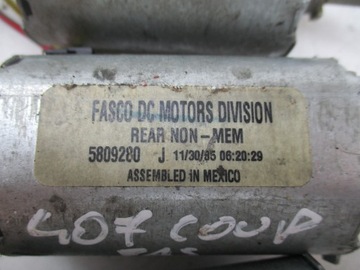 FASCO DC MOTORS DIVISION
REAR NON-MEM
5809280 J 11/30/95 06:20:29
ASSEMBLED IN MEXICO
407 COUP